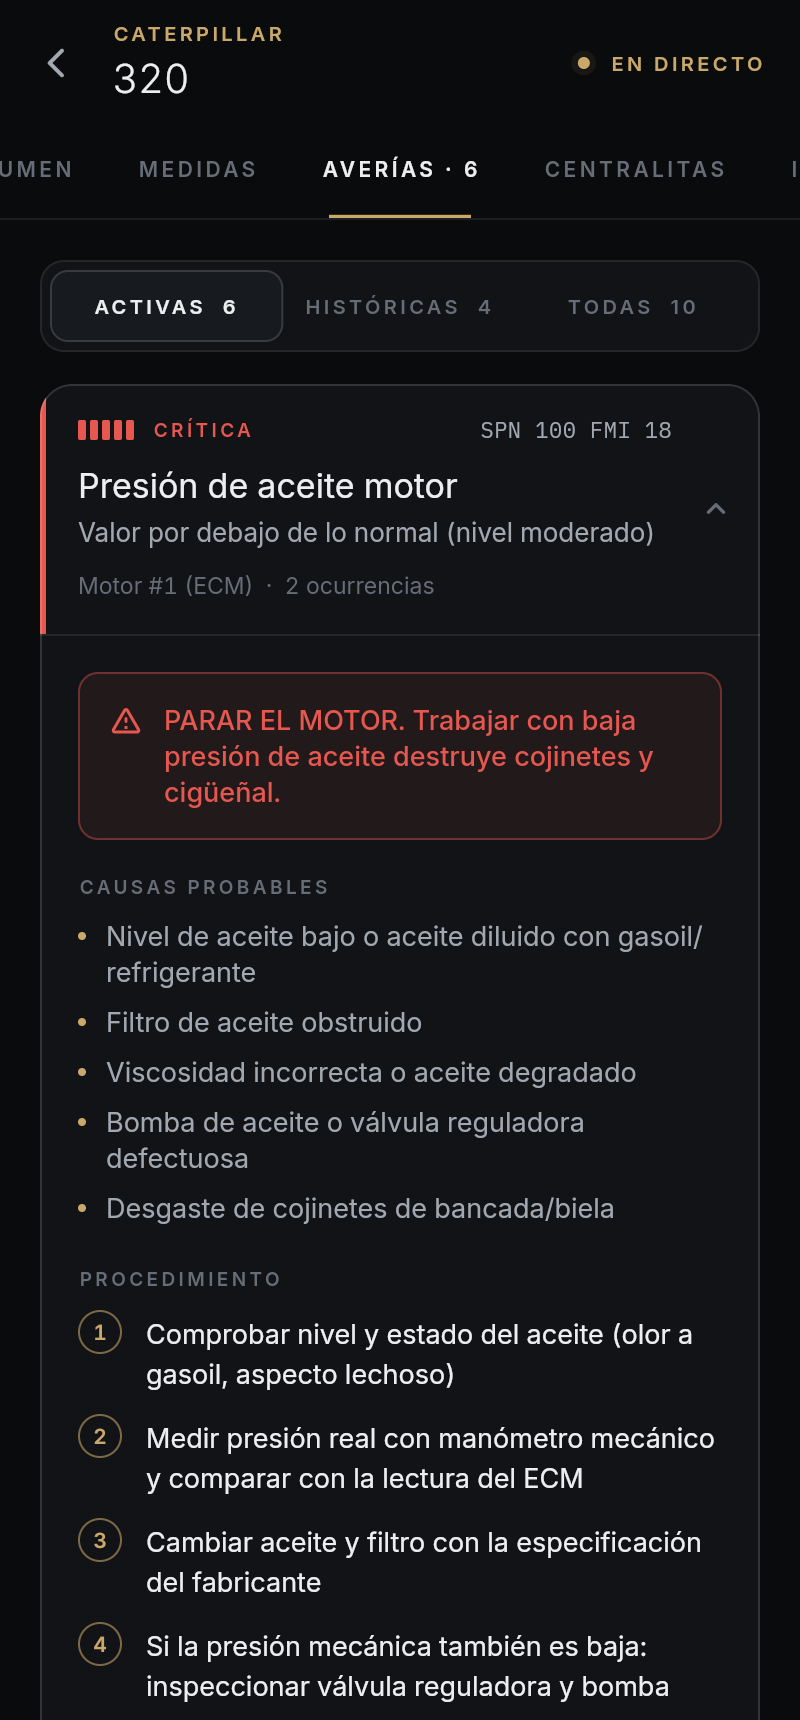 CATERPILLAR
320
EN DIRECTO
UMEN MEDIDAS AVERÍAS · 6 CENTRALITAS I
ACTIVAS 6 HISTÓRICAS 4 TODAS 10
CRÍTICA SPN 100 FMI 18
Presión de aceite motor
Valor por debajo de lo normal (nivel moderado)
Motor #1 (ECM) · 2 ocurrencias
PARAR EL MOTOR. Trabajar con baja
presión de aceite destruye cojinetes y
cigüeñal.
CAUSAS PROBABLES
• Nivel de aceite bajo o aceite diluido con gasoil/
refrigerante
• Filtro de aceite obstruido
• Viscosidad incorrecta o aceite degradado
• Bomba de aceite o válvula reguladora
defectuosa
• Desgaste de cojinetes de bancada/biela
PROCEDIMIENTO
1 Comprobar nivel y estado del aceite (olor a
gasoil, aspecto lechoso)
2 Medir presión real con manómetro mecánico
y comparar con la lectura del ECM
3 Cambiar aceite y filtro con la especificación
del fabricante
4 Si la presión mecánica también es baja:
inspeccionar válvula reguladora y bomba